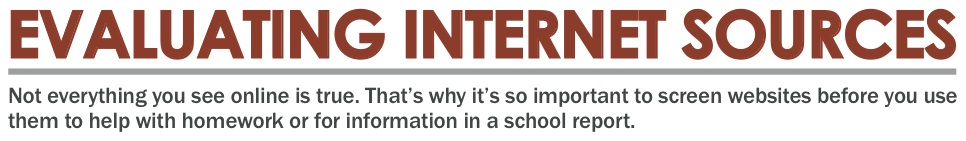 EVALUATING INTERNET SOURCES
Not everything you see online is true. That’s why it’s so important to screen websites before you use
them to help with homework or for information in a school report.